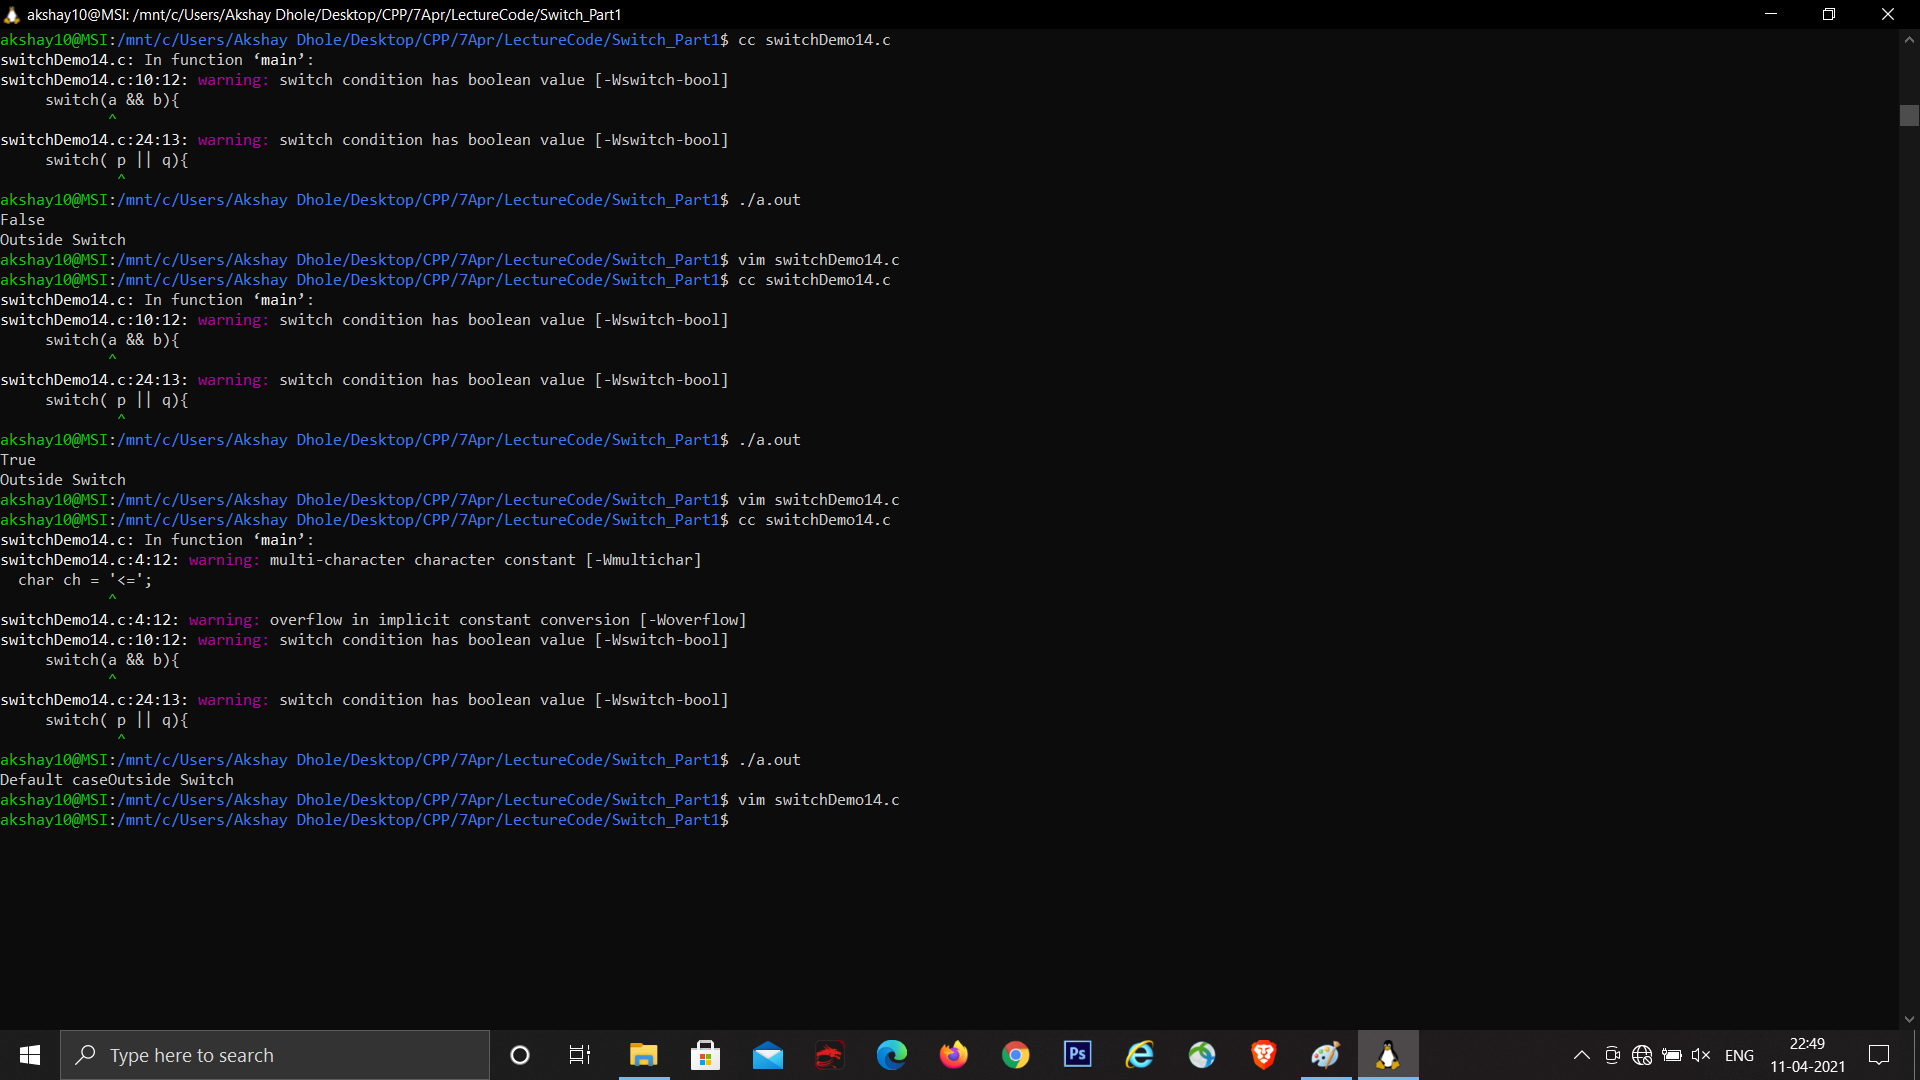 akshay10@MSI: /mnt/c/Users/Akshay Dhole/Desktop/CPP/7Apr/LectureCode/Switch_Part1
akshay10@MSI:/mnt/c/Users/Akshay Dhole/Desktop/CPP/7Apr/LectureCode/Switch_Part1$ cc switchDemo14.c
switchDemo14.c: In function ‘main’:
switchDemo14.c:10:12: warning: switch condition has boolean value [-Wswitch-bool]
     switch(a && b){
            ^
switchDemo14.c:24:13: warning: switch condition has boolean value [-Wswitch-bool]
     switch( p || q){
             ^
akshay10@MSI:/mnt/c/Users/Akshay Dhole/Desktop/CPP/7Apr/LectureCode/Switch_Part1$ ./a.out
False
Outside Switch
akshay10@MSI:/mnt/c/Users/Akshay Dhole/Desktop/CPP/7Apr/LectureCode/Switch_Part1$ vim switchDemo14.c
akshay10@MSI:/mnt/c/Users/Akshay Dhole/Desktop/CPP/7Apr/LectureCode/Switch_Part1$ cc switchDemo14.c
switchDemo14.c: In function ‘main’:
switchDemo14.c:10:12: warning: switch condition has boolean value [-Wswitch-bool]
     switch(a && b){
            ^
switchDemo14.c:24:13: warning: switch condition has boolean value [-Wswitch-bool]
     switch( p || q){
             ^
akshay10@MSI:/mnt/c/Users/Akshay Dhole/Desktop/CPP/7Apr/LectureCode/Switch_Part1$ ./a.out
True
Outside Switch
akshay10@MSI:/mnt/c/Users/Akshay Dhole/Desktop/CPP/7Apr/LectureCode/Switch_Part1$ vim switchDemo14.c
akshay10@MSI:/mnt/c/Users/Akshay Dhole/Desktop/CPP/7Apr/LectureCode/Switch_Part1$ cc switchDemo14.c
switchDemo14.c: In function ‘main’:
switchDemo14.c:4:12: warning: multi-character character constant [-Wmultichar]
  char ch = '<=';
            ^
switchDemo14.c:4:12: warning: overflow in implicit constant conversion [-Woverflow]
switchDemo14.c:10:12: warning: switch condition has boolean value [-Wswitch-bool]
     switch(a && b){
            ^
switchDemo14.c:24:13: warning: switch condition has boolean value [-Wswitch-bool]
     switch( p || q){
             ^
akshay10@MSI:/mnt/c/Users/Akshay Dhole/Desktop/CPP/7Apr/LectureCode/Switch_Part1$ ./a.out
Default caseOutside Switch
akshay10@MSI:/mnt/c/Users/Akshay Dhole/Desktop/CPP/7Apr/LectureCode/Switch_Part1$ vim switchDemo14.c
akshay10@MSI:/mnt/c/Users/Akshay Dhole/Desktop/CPP/7Apr/LectureCode/Switch_Part1$
Type here to search
Ps
ENG
22:49
11-04-2021